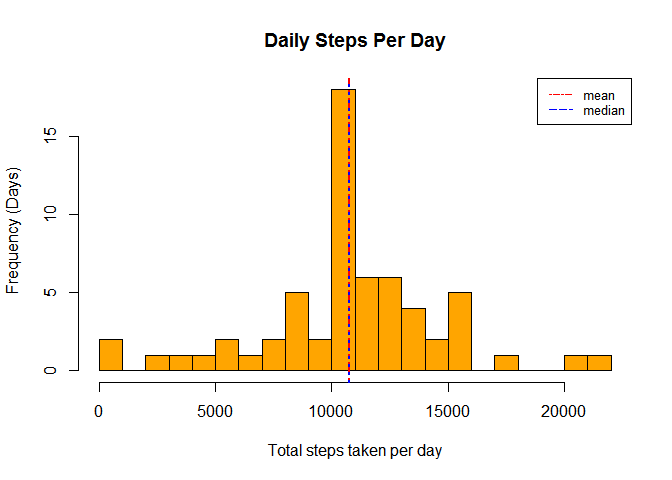 Daily Steps Per Day
mean
median
Frequency (Days)
15
10
5
0
0 5000 10000 15000 20000
Total steps taken per day